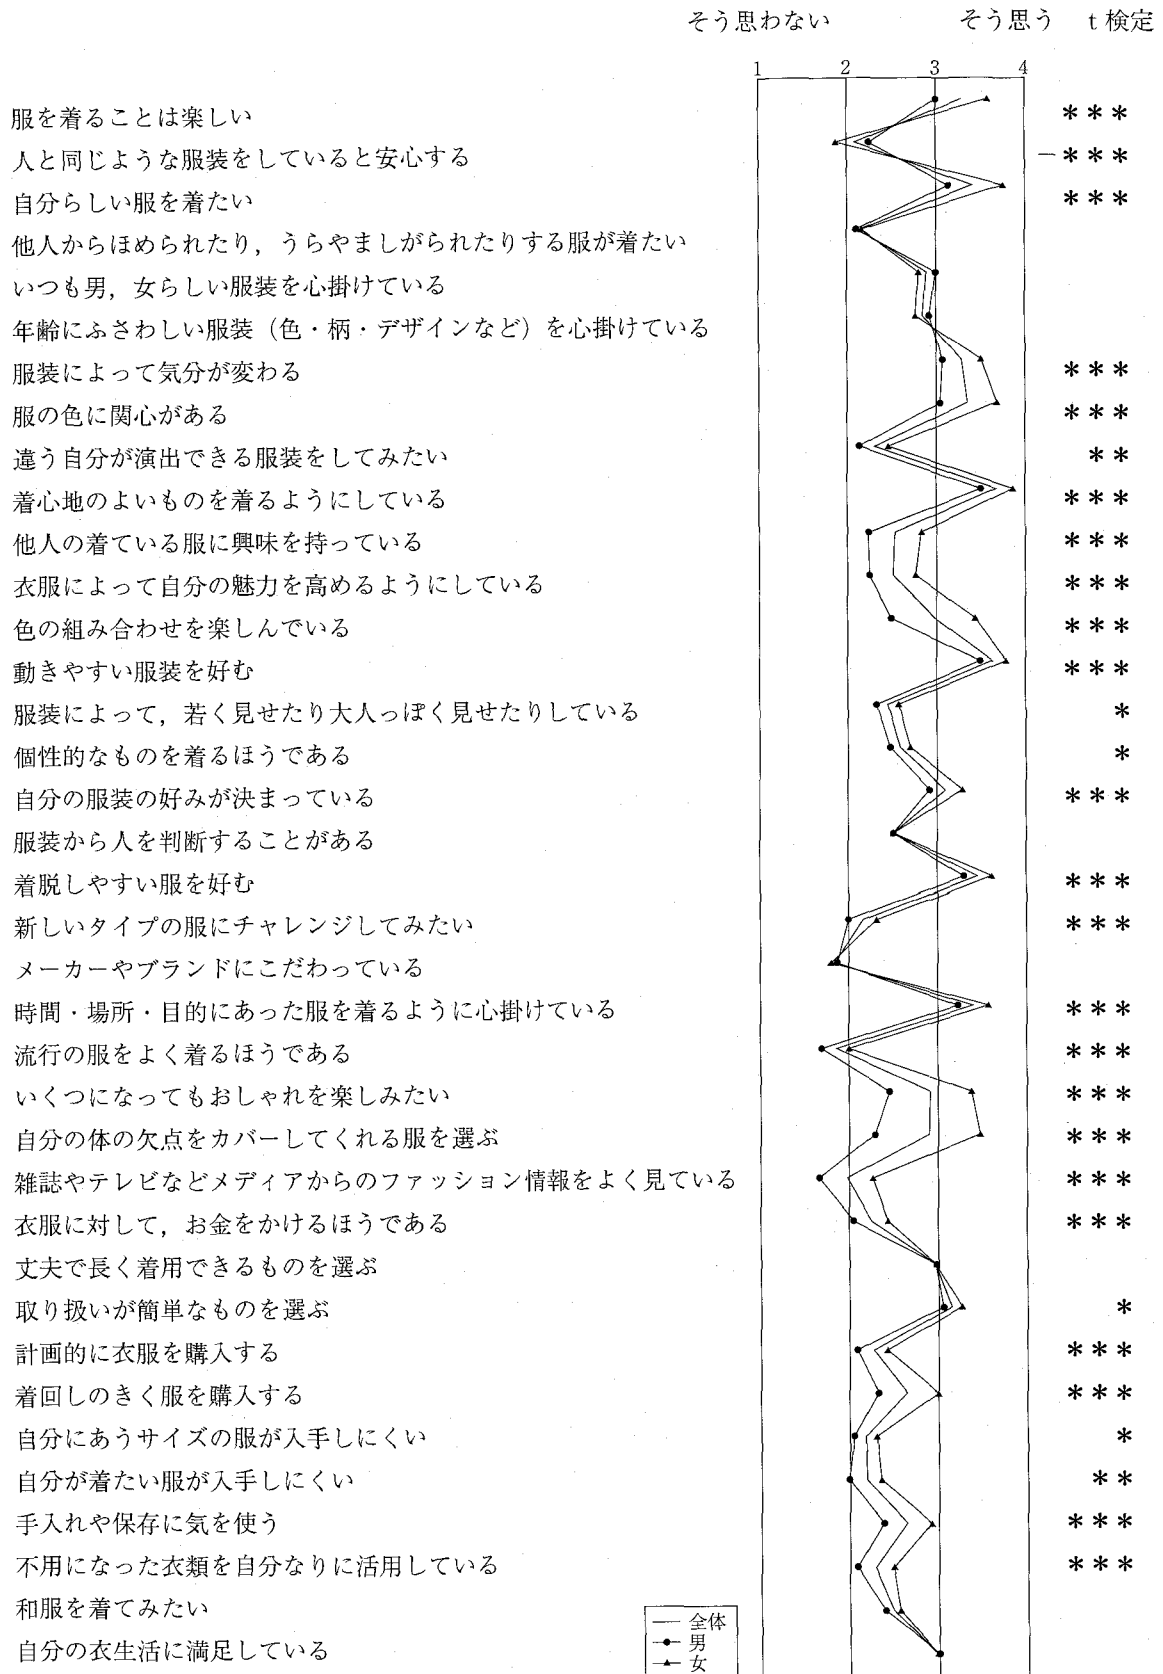 そう思わない そう思う t検定
1 2 3 4
服を着ることは楽しい ***
人と同じような服装をしていると安心する -***
自分らしい服を着たい ***
他人からほめられたり，うらやましがられたりする服が着たい
いつも男，女らしい服装を心掛けている
年齢にふさわしい服装（色・柄・デザインなど）を心掛けている
服装によって気分が変わる ***
服の色に関心がある ***
違う自分が演出できる服装をしてみたい **
着心地のよいものを着るようにしている ***
他人の着ている服に興味を持っている ***
衣服によって自分の魅力を高めるようにしている ***
色の組み合わせを楽しんでいる ***
動きやすい服装を好む ***
服装によって，若く見せたり大人っぽく見せたりしている *
個性的なものを着るほうである *
自分の服装の好みが決まっている ***
服装から人を判断することがある
着脱しやすい服を好む ***
新しいタイプの服にチャレンジしてみたい ***
メーカーやブランドにこだわっている
時間・場所・目的にあった服を着るように心掛けている ***
流行の服をよく着るほうである ***
いくつになってもおしゃれを楽しみたい ***
自分の体の欠点をカバーしてくれる服を選ぶ ***
雑誌やテレビなどメディアからのファッション情報をよく見ている ***
衣服に対して，お金をかけるほうである ***
丈夫で長く着用できるものを選ぶ
取り扱いが簡単なものを選ぶ *
計画的に衣服を購入する ***
着回しのきく服を購入する ***
自分にあうサイズの服が入手しにくい *
自分が着たい服が入手しにくい **
手入れや保存に気を使う ***
不用になった衣類を自分なりに活用している ***
和服を着てみたい
自分の衣生活に満足している
全体
男
女